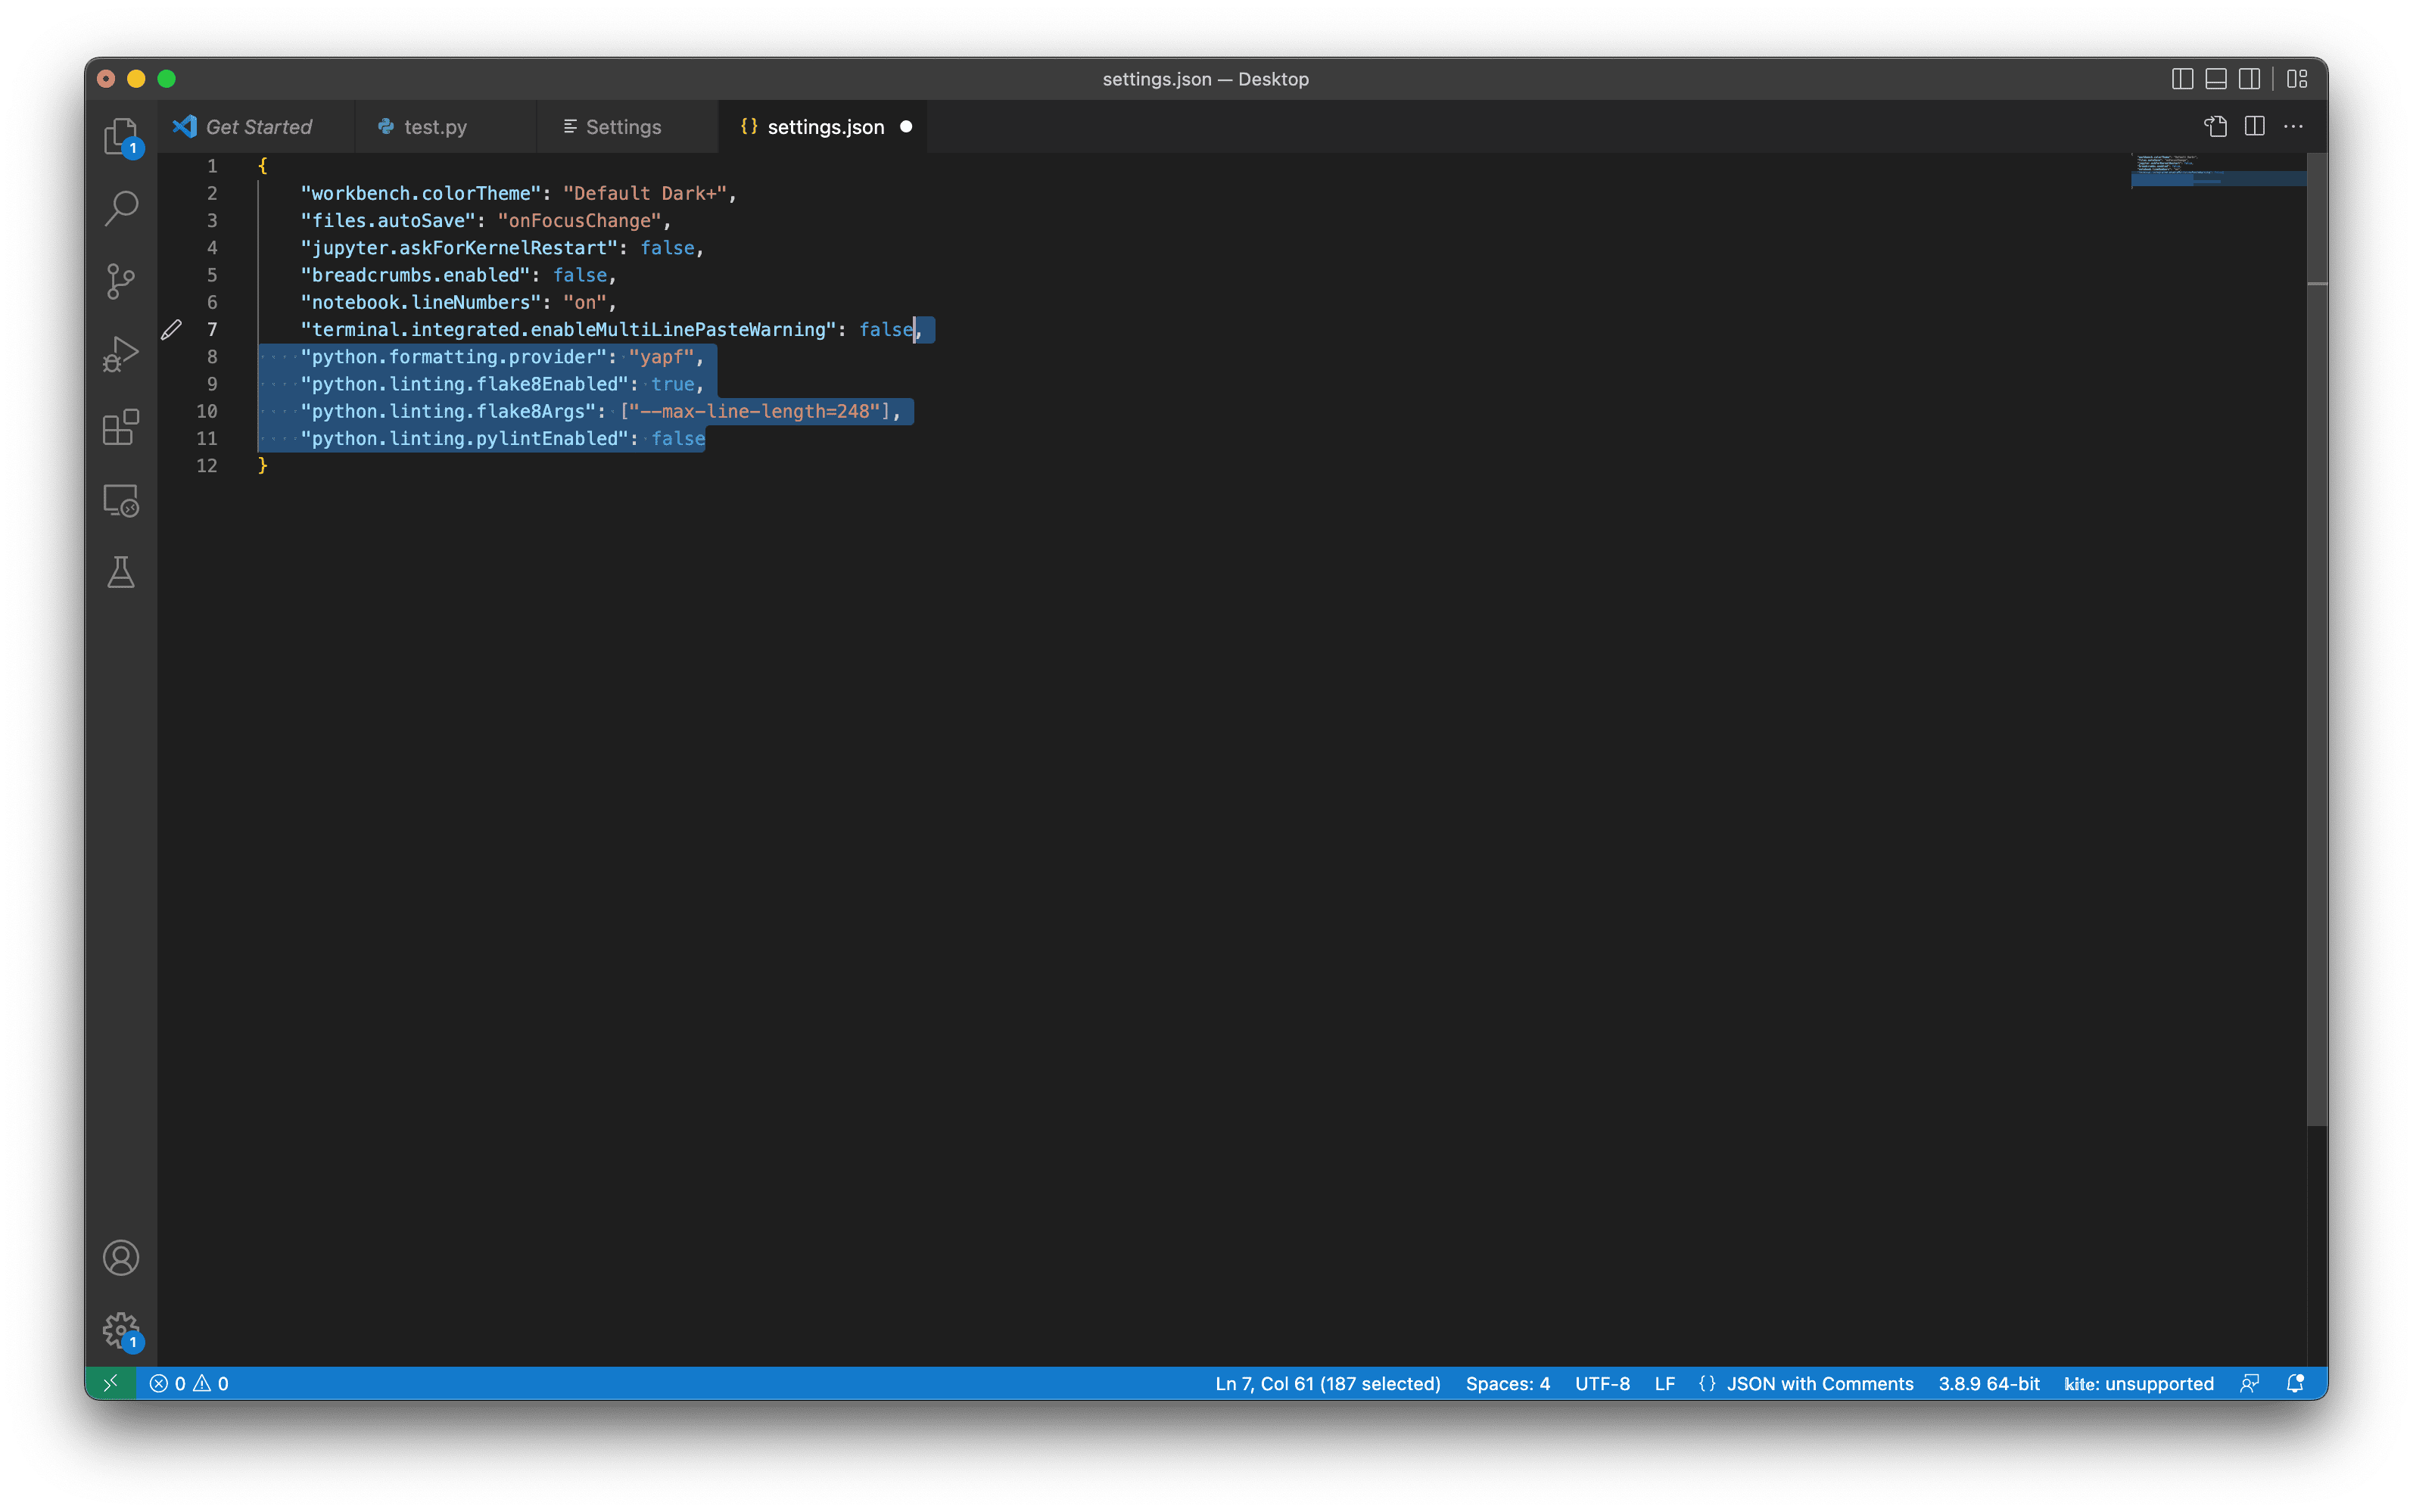 settings.json — Desktop
Get Started
test.py
Settings
{} settings.json
1 {
2 "workbench.colorTheme": "Default Dark+",
3 "files.autoSave": "onFocusChange",
4 "jupyter.askForKernelRestart": false,
5 "breadcrumbs.enabled": false,
6 "notebook.lineNumbers": "on",
7 "terminal.integrated.enableMultiLinePasteWarning": false,
8 "python.formatting.provider": "yapf",
9 "python.linting.flake8Enabled": true,
10 "python.linting.flake8Args": ["--max-line-length=248"],
11 "python.linting.pylintEnabled": false
12 }
1
1
0 0
Ln 7, Col 61 (187 selected)
Spaces: 4
UTF-8
LF
{} JSON with Comments
3.8.9 64-bit
kite: unsupported